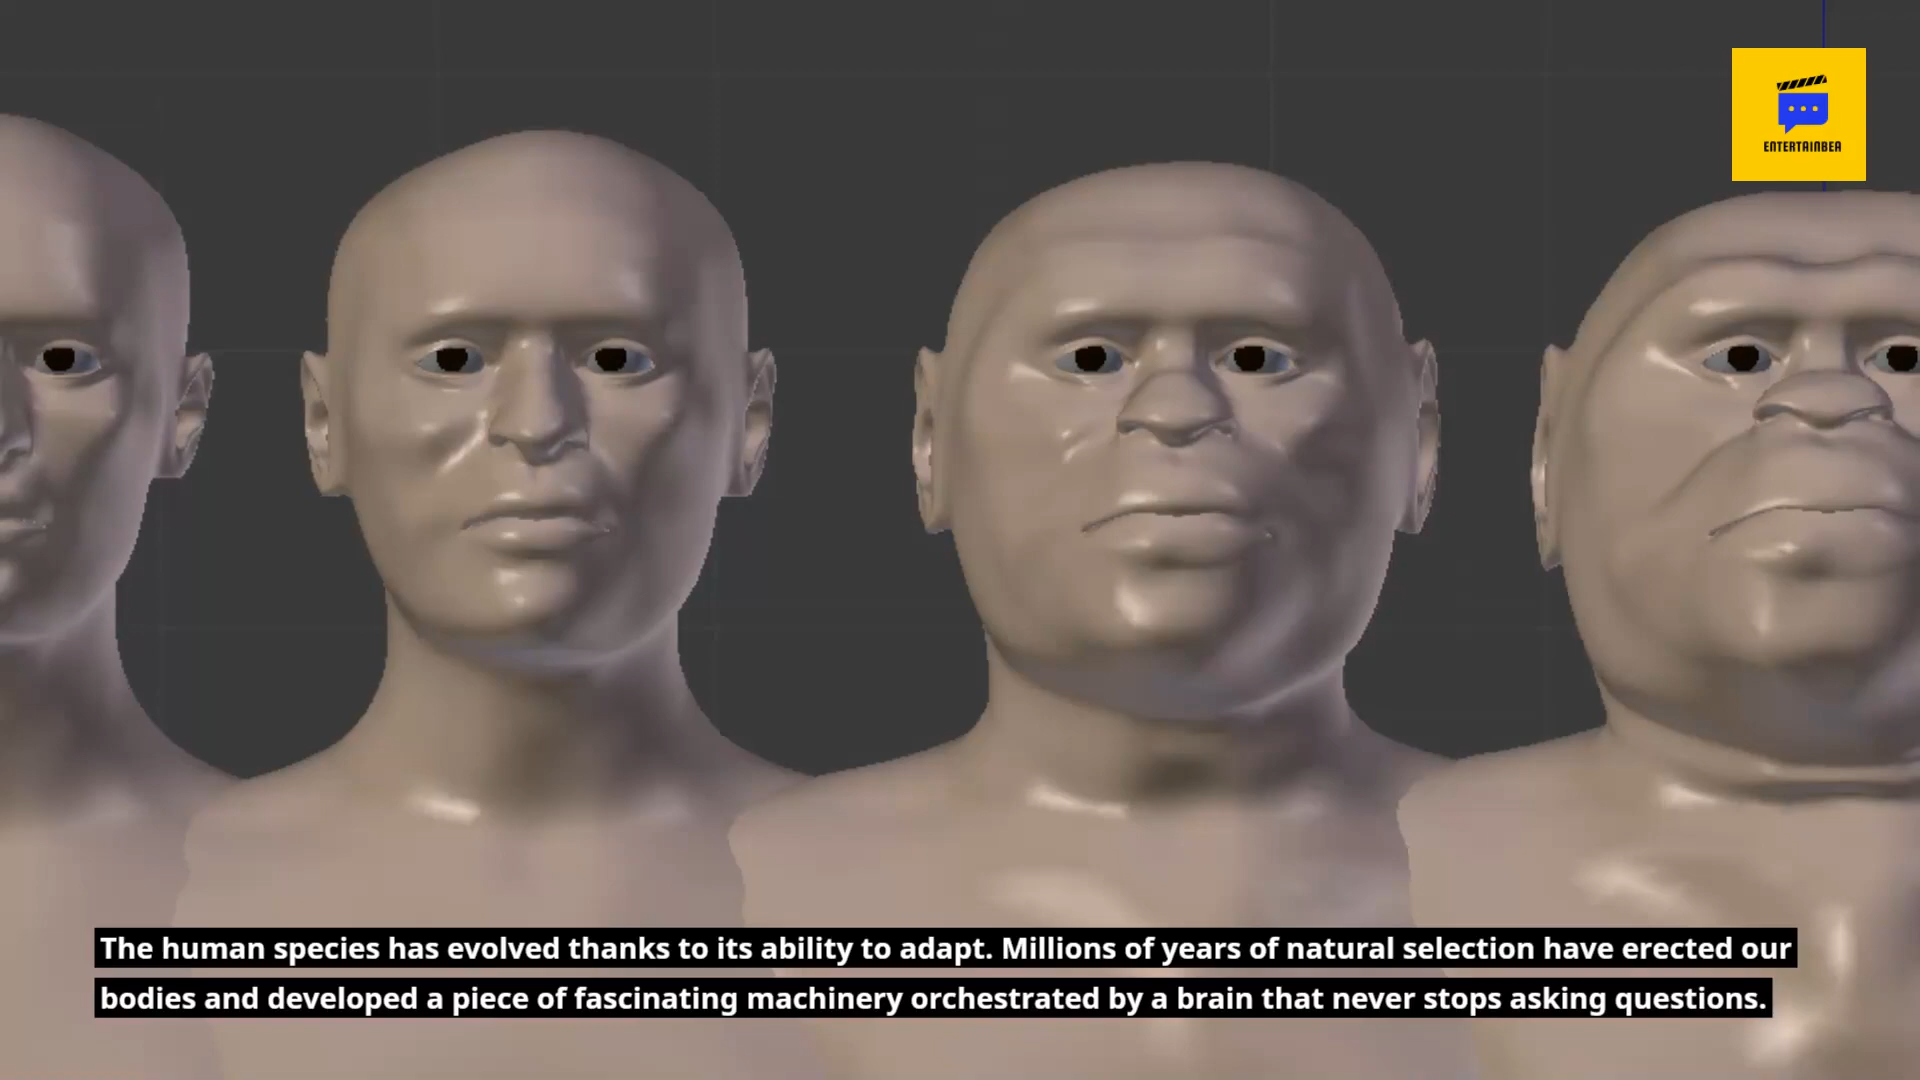 ENTERTAINBEA
The human species has evolved thanks to its ability to adapt. Millions of years of natural selection have erected our
bodies and developed a piece of fascinating machinery orchestrated by a brain that never stops asking questions.